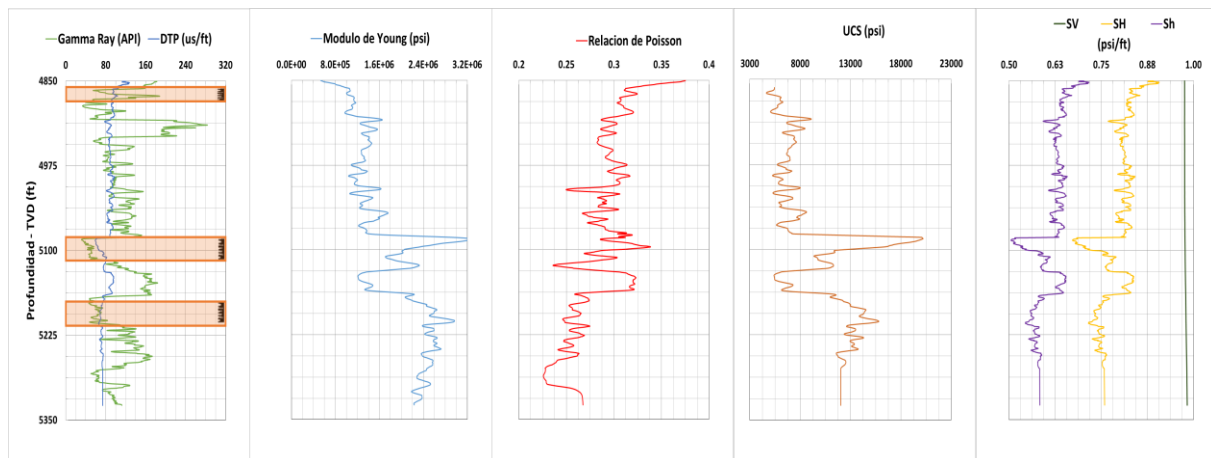 Gamma Ray (API) DTP (us/ft)
0 80 160 240 320
4850
4975
5100
5225
5350
Profundidad - TVD (ft)
Modulo de Young (psi)
0.0E+00 8.0E+05 1.6E+06 2.4E+06 3.2E+06
Relacion de Poisson
0.2 0.25 0.3 0.35 0.4
UCS (psi)
3000 8000 13000 18000 23000
SV SH Sh
(psi/ft)
0.50 0.63 0.75 0.88 1.00